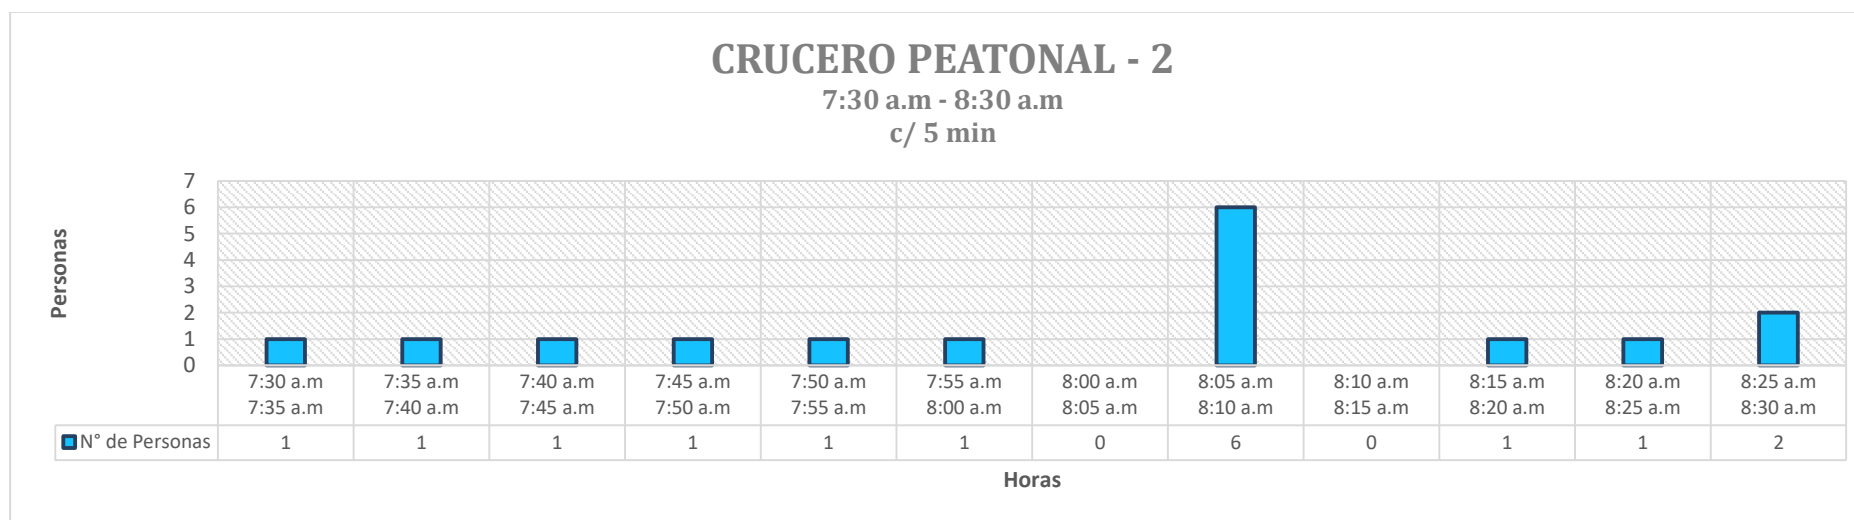 CRUCERO PEATONAL - 2
7:30 a.m - 8:30 a.m
c/ 5 min
Personas
7
6
5
4
3
2
1
0
7:30 a.m 7:35 a.m 7:40 a.m 7:45 a.m 7:50 a.m 7:55 a.m 8:00 a.m 8:05 a.m 8:10 a.m 8:15 a.m 8:20 a.m 8:25 a.m
7:35 a.m 7:40 a.m 7:45 a.m 7:50 a.m 7:55 a.m 8:00 a.m 8:05 a.m 8:10 a.m 8:15 a.m 8:20 a.m 8:25 a.m 8:30 a.m
N° de Personas 1 1 1 1 1 1 0 6 0 1 1 2
Horas